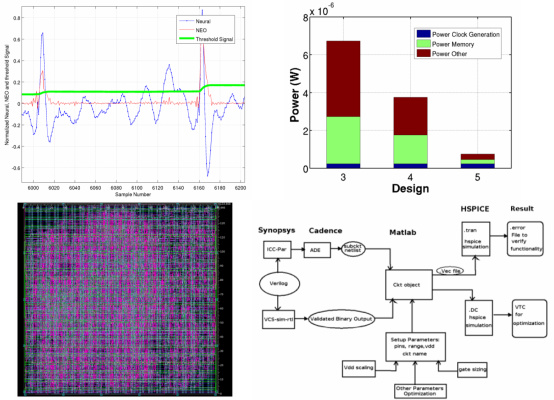 Neural
NEO
Threshold Signal
Normalized Neural, NEO and threshold Signal
0.8
0.6
0.4
0.2
0
-0.2
-0.4
-0.6
6000
6020
6040
6060
6080
6100
6120
6140
6160
6180
6200
Sample Number
8 x 10⁻⁶
Power Clock Generation
Power Memory
Power Other
Power (W)
6
4
2
0
3
4
5
Design
Synopsys
Cadence
Matlab
HSPICE
Result
ICC-Par
ADE
subckt
netlist
.tran
hspice
simulation
.error
File to
verify
functionality
Verilog
.Vec file
Ckt object
VCS-sim-rtl
Validated Binary Output
.DC
hspice
simulation
VTC
for
optimization
Setup Parameters:
pins, range,vdd
ckt name
Vdd scaling
gate sizing
Other Parameters
Optimization